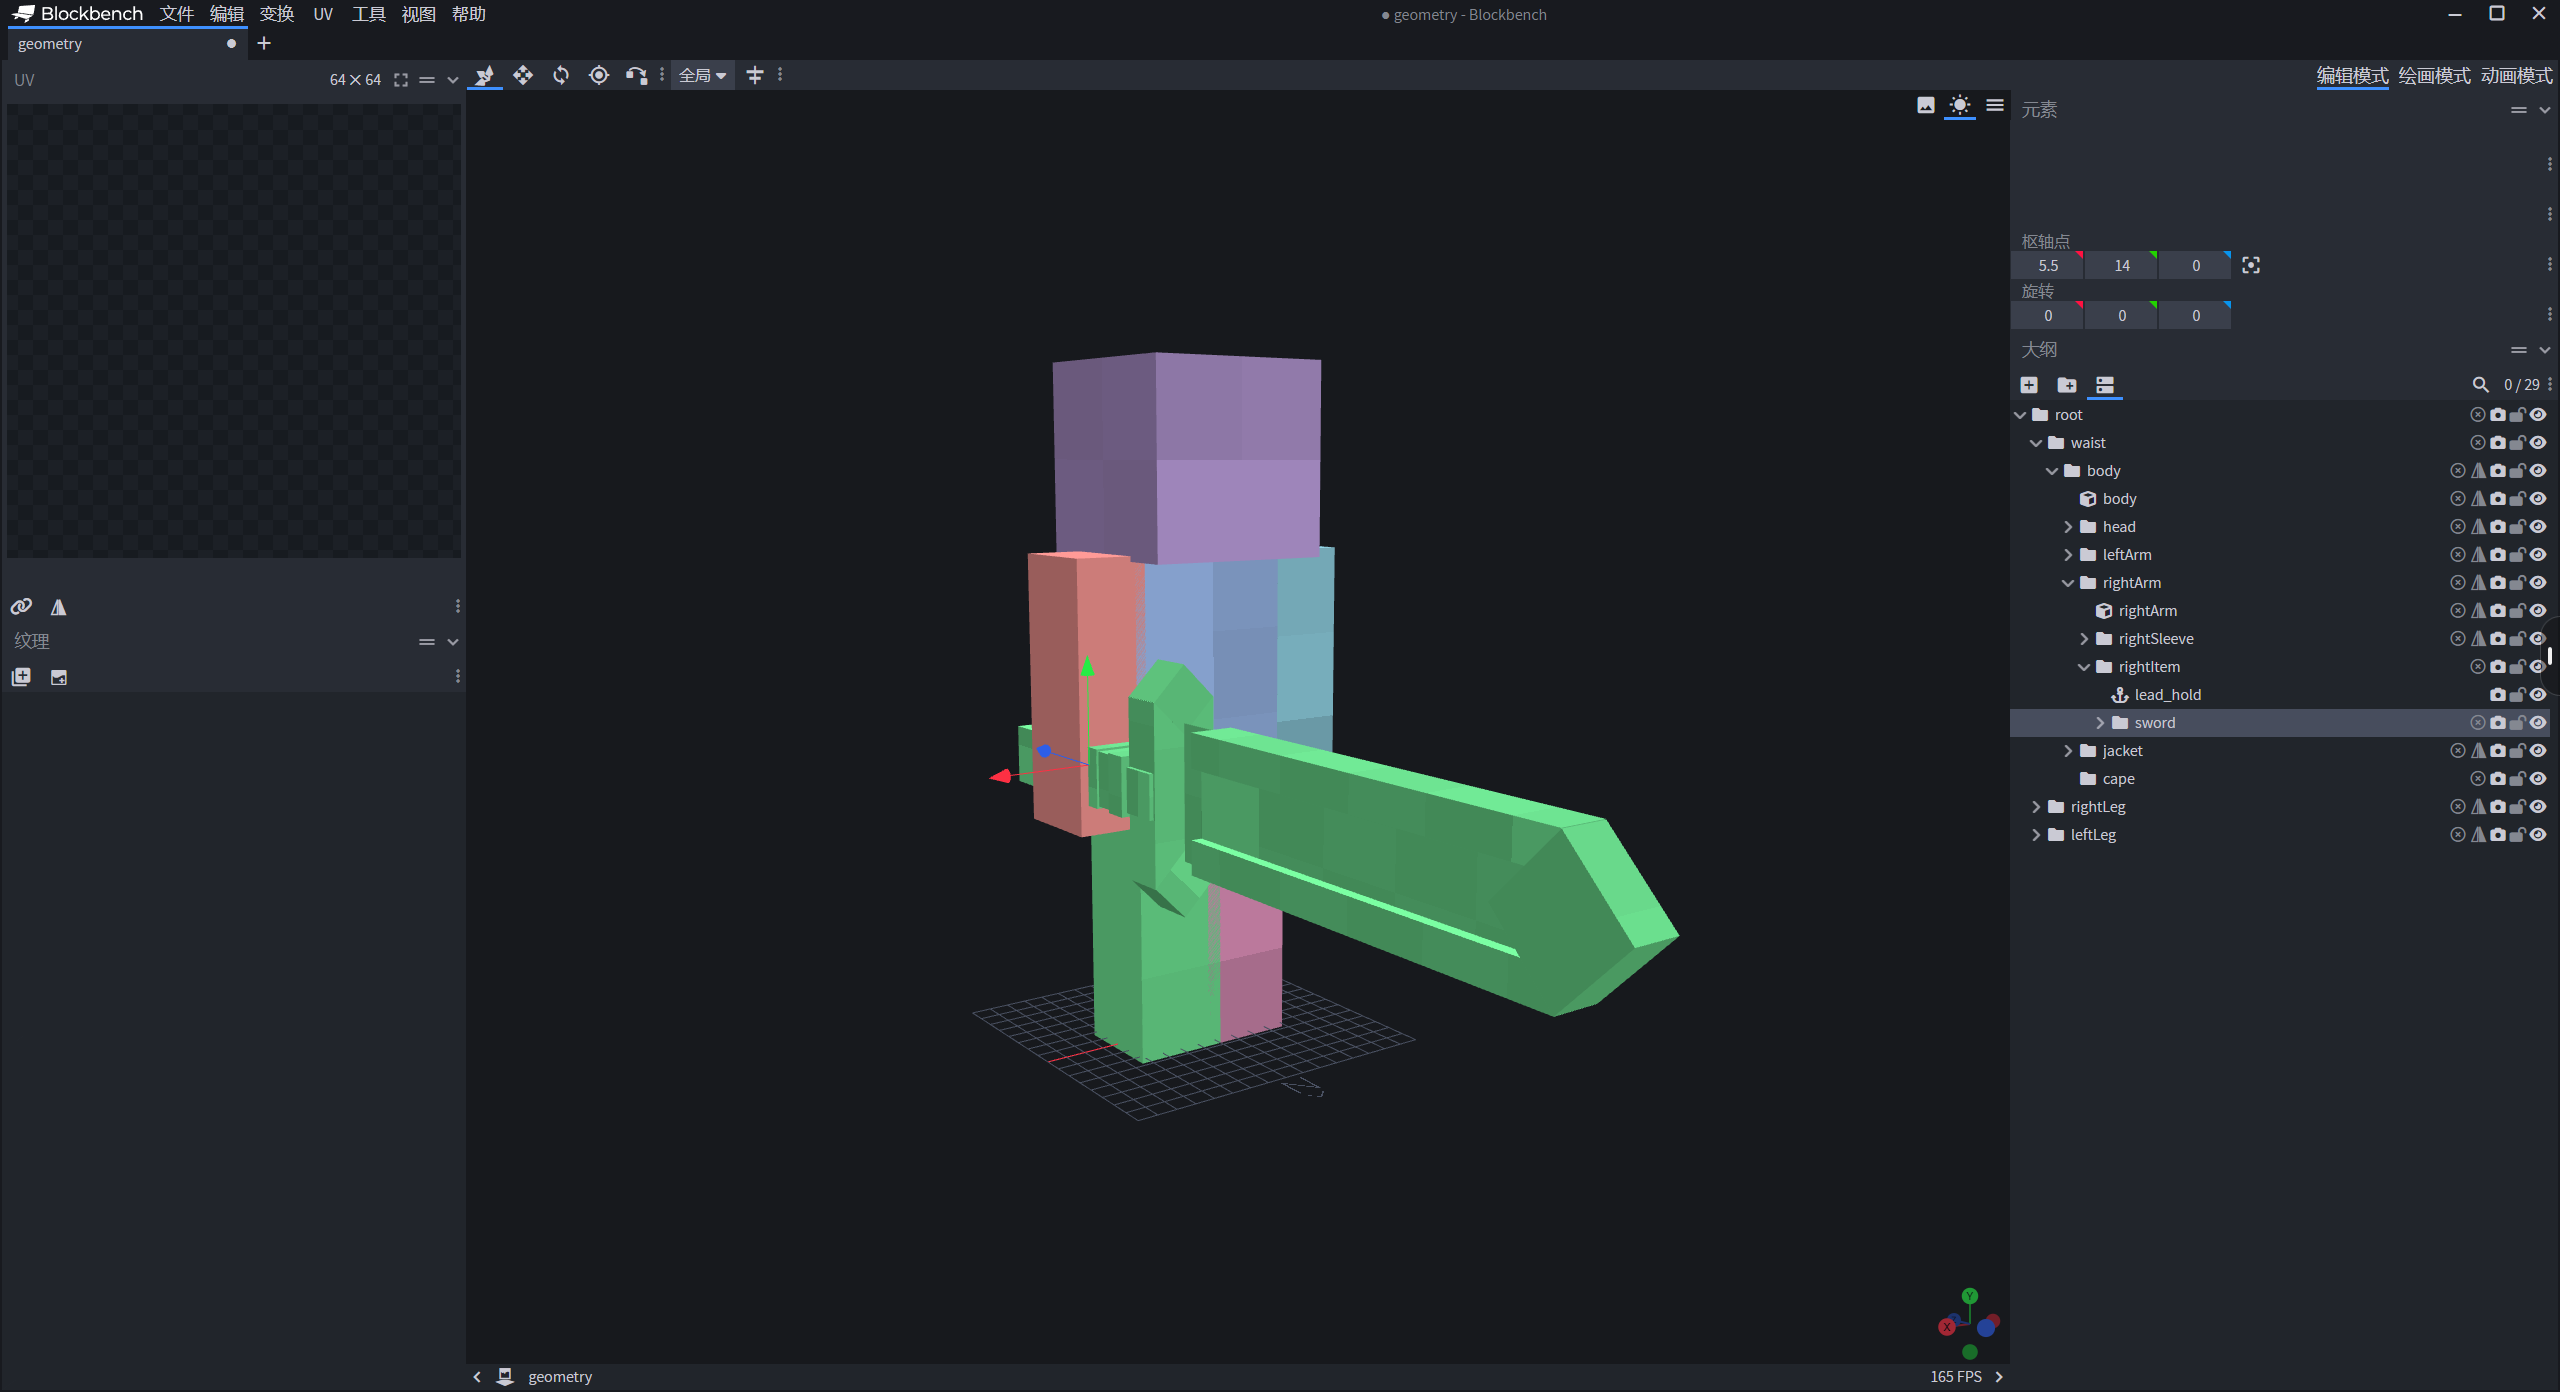 Blockbench 文件 编辑 变换 UV 工具 视图 帮助
● geometry - Blockbench
geometry
UV
64 × 64
全局
编辑模式 绘画模式 动画模式
元素
枢轴点
5.5 14 0
旋转
0 0 0
大纲
0 / 29
root
waist
body
body
head
leftArm
rightArm
rightArm
rightSleeve
rightItem
lead_hold
sword
jacket
cape
rightLeg
leftLeg
纹理
Y
X
geometry
165 FPS